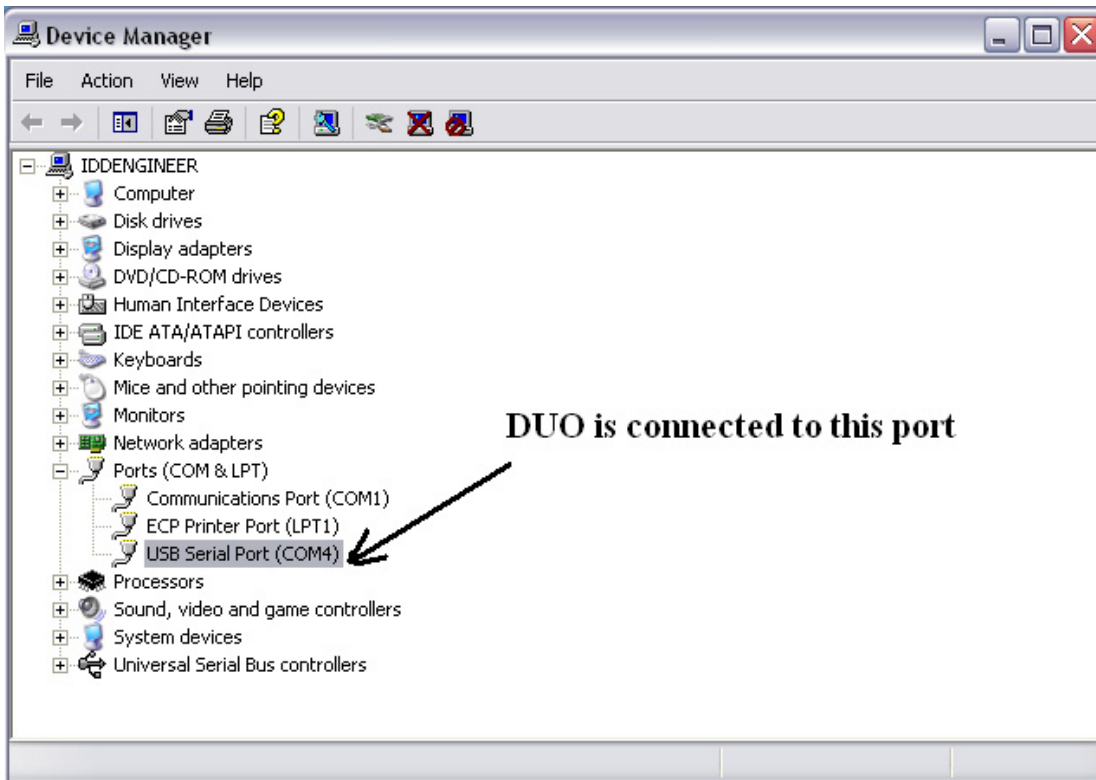 Device Manager
File Action View Help
IDDENGINEER
Computer
Disk drives
Display adapters
DVD/CD-ROM drives
Human Interface Devices
IDE ATA/ATAPI controllers
Keyboards
Mice and other pointing devices
Monitors
DUO is connected to this port
Network adapters
Ports (COM & LPT)
Communications Port (COM1)
ECP Printer Port (LPT1)
USB Serial Port (COM4)
Processors
Sound, video and game controllers
System devices
Universal Serial Bus controllers